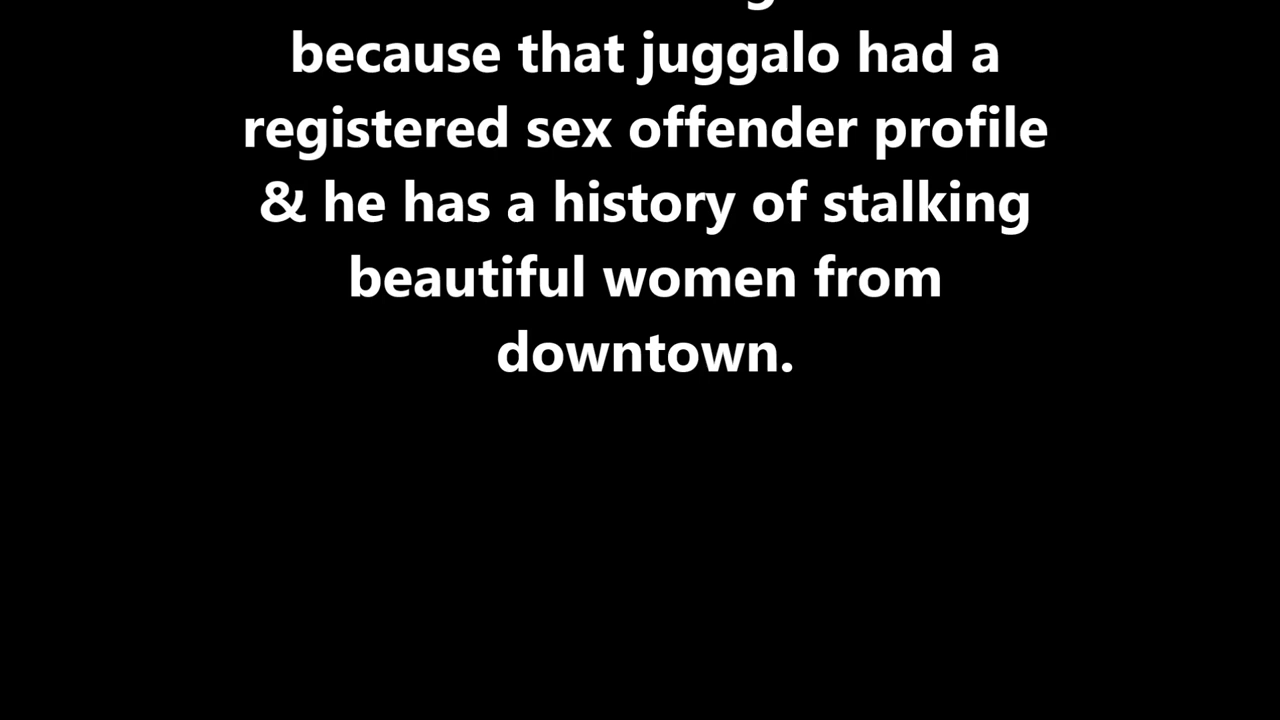 because that juggalo had a
registered sex offender profile
& he has a history of stalking
beautiful women from
downtown.